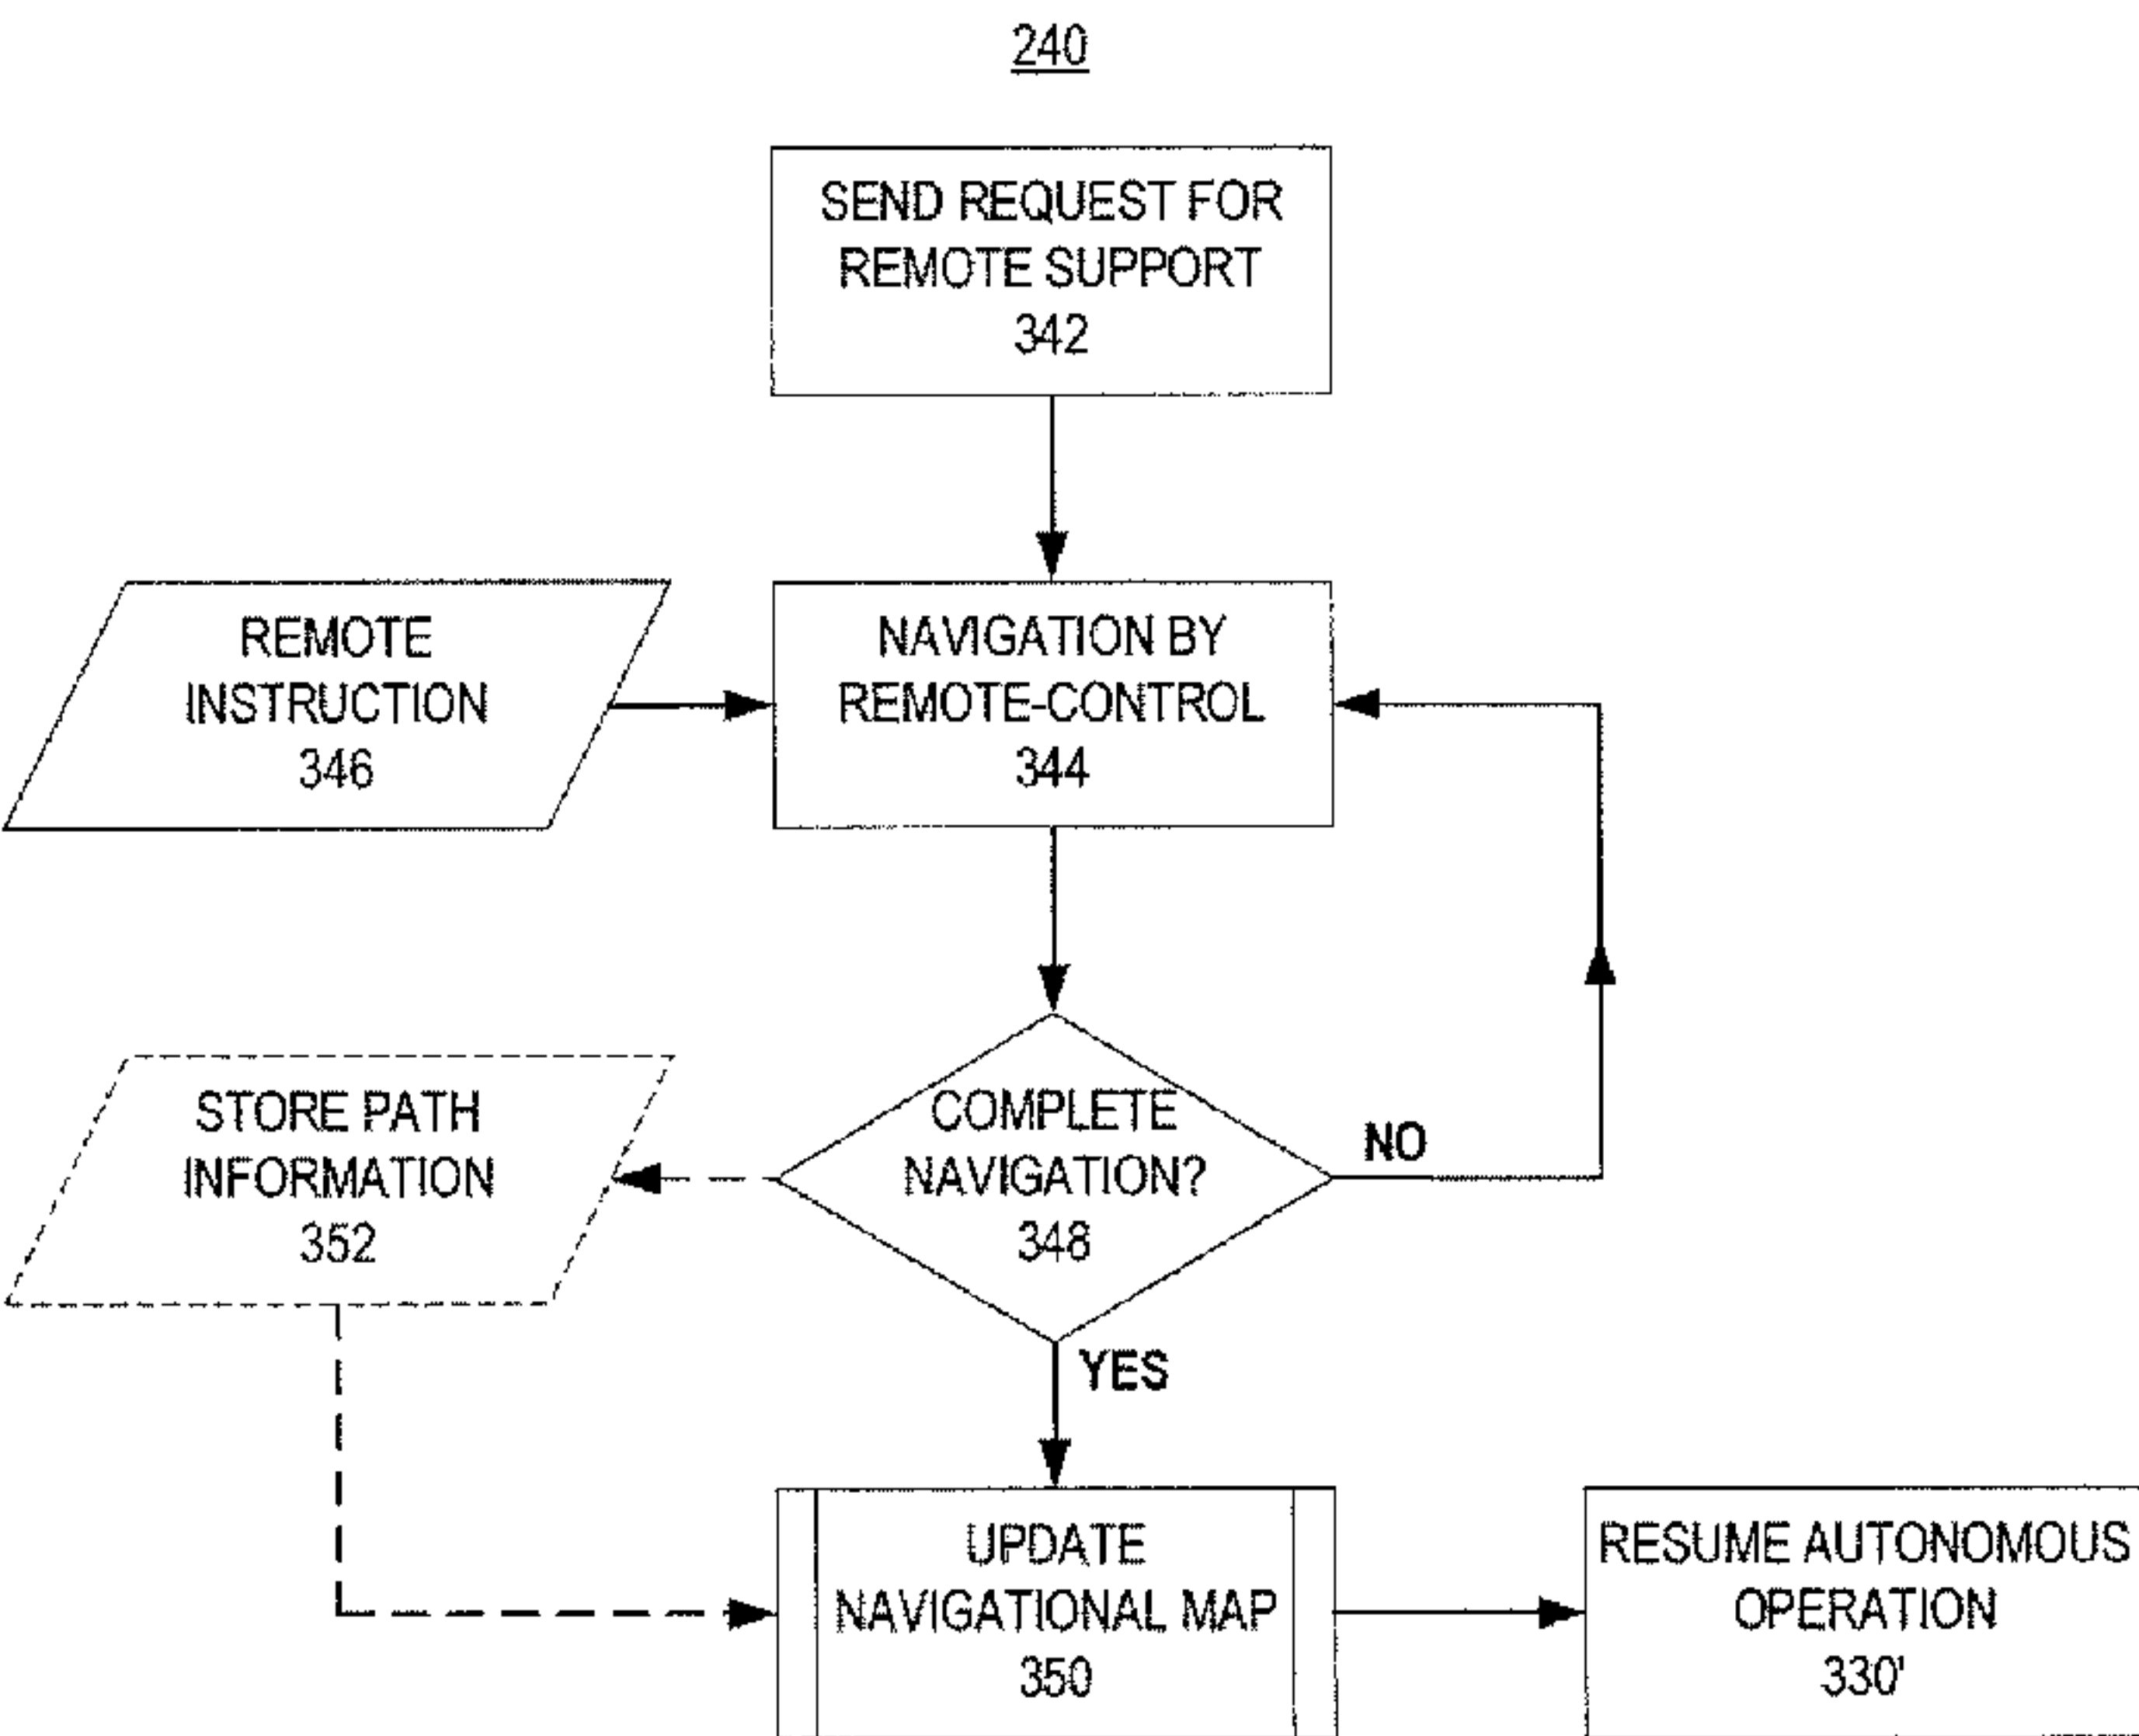 240
SEND REQUEST FOR
REMOTE SUPPORT
342
REMOTE
INSTRUCTION
346
NAVIGATION BY
REMOTE-CONTROL
344
STORE PATH
INFORMATION
352
COMPLETE
NAVIGATION?
348
NO
YES
UPDATE
NAVIGATIONAL MAP
350
RESUME AUTONOMOUS
OPERATION
330'